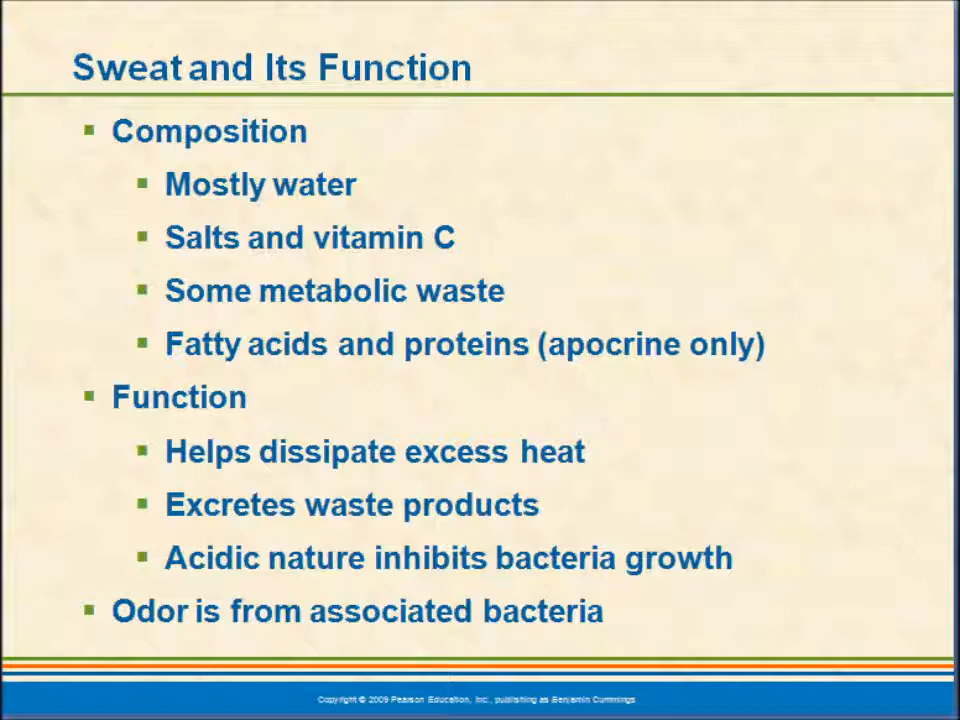 Sweat and Its Function
Composition
Mostly water
Salts and vitamin C
Some metabolic waste
Fatty acids and proteins (apocrine only)
Function
Helps dissipate excess heat
Excretes waste products
Acidic nature inhibits bacteria growth
Odor is from associated bacteria
Copyright © 2009 Pearson Education, Inc., publishing as Benjamin Cummings